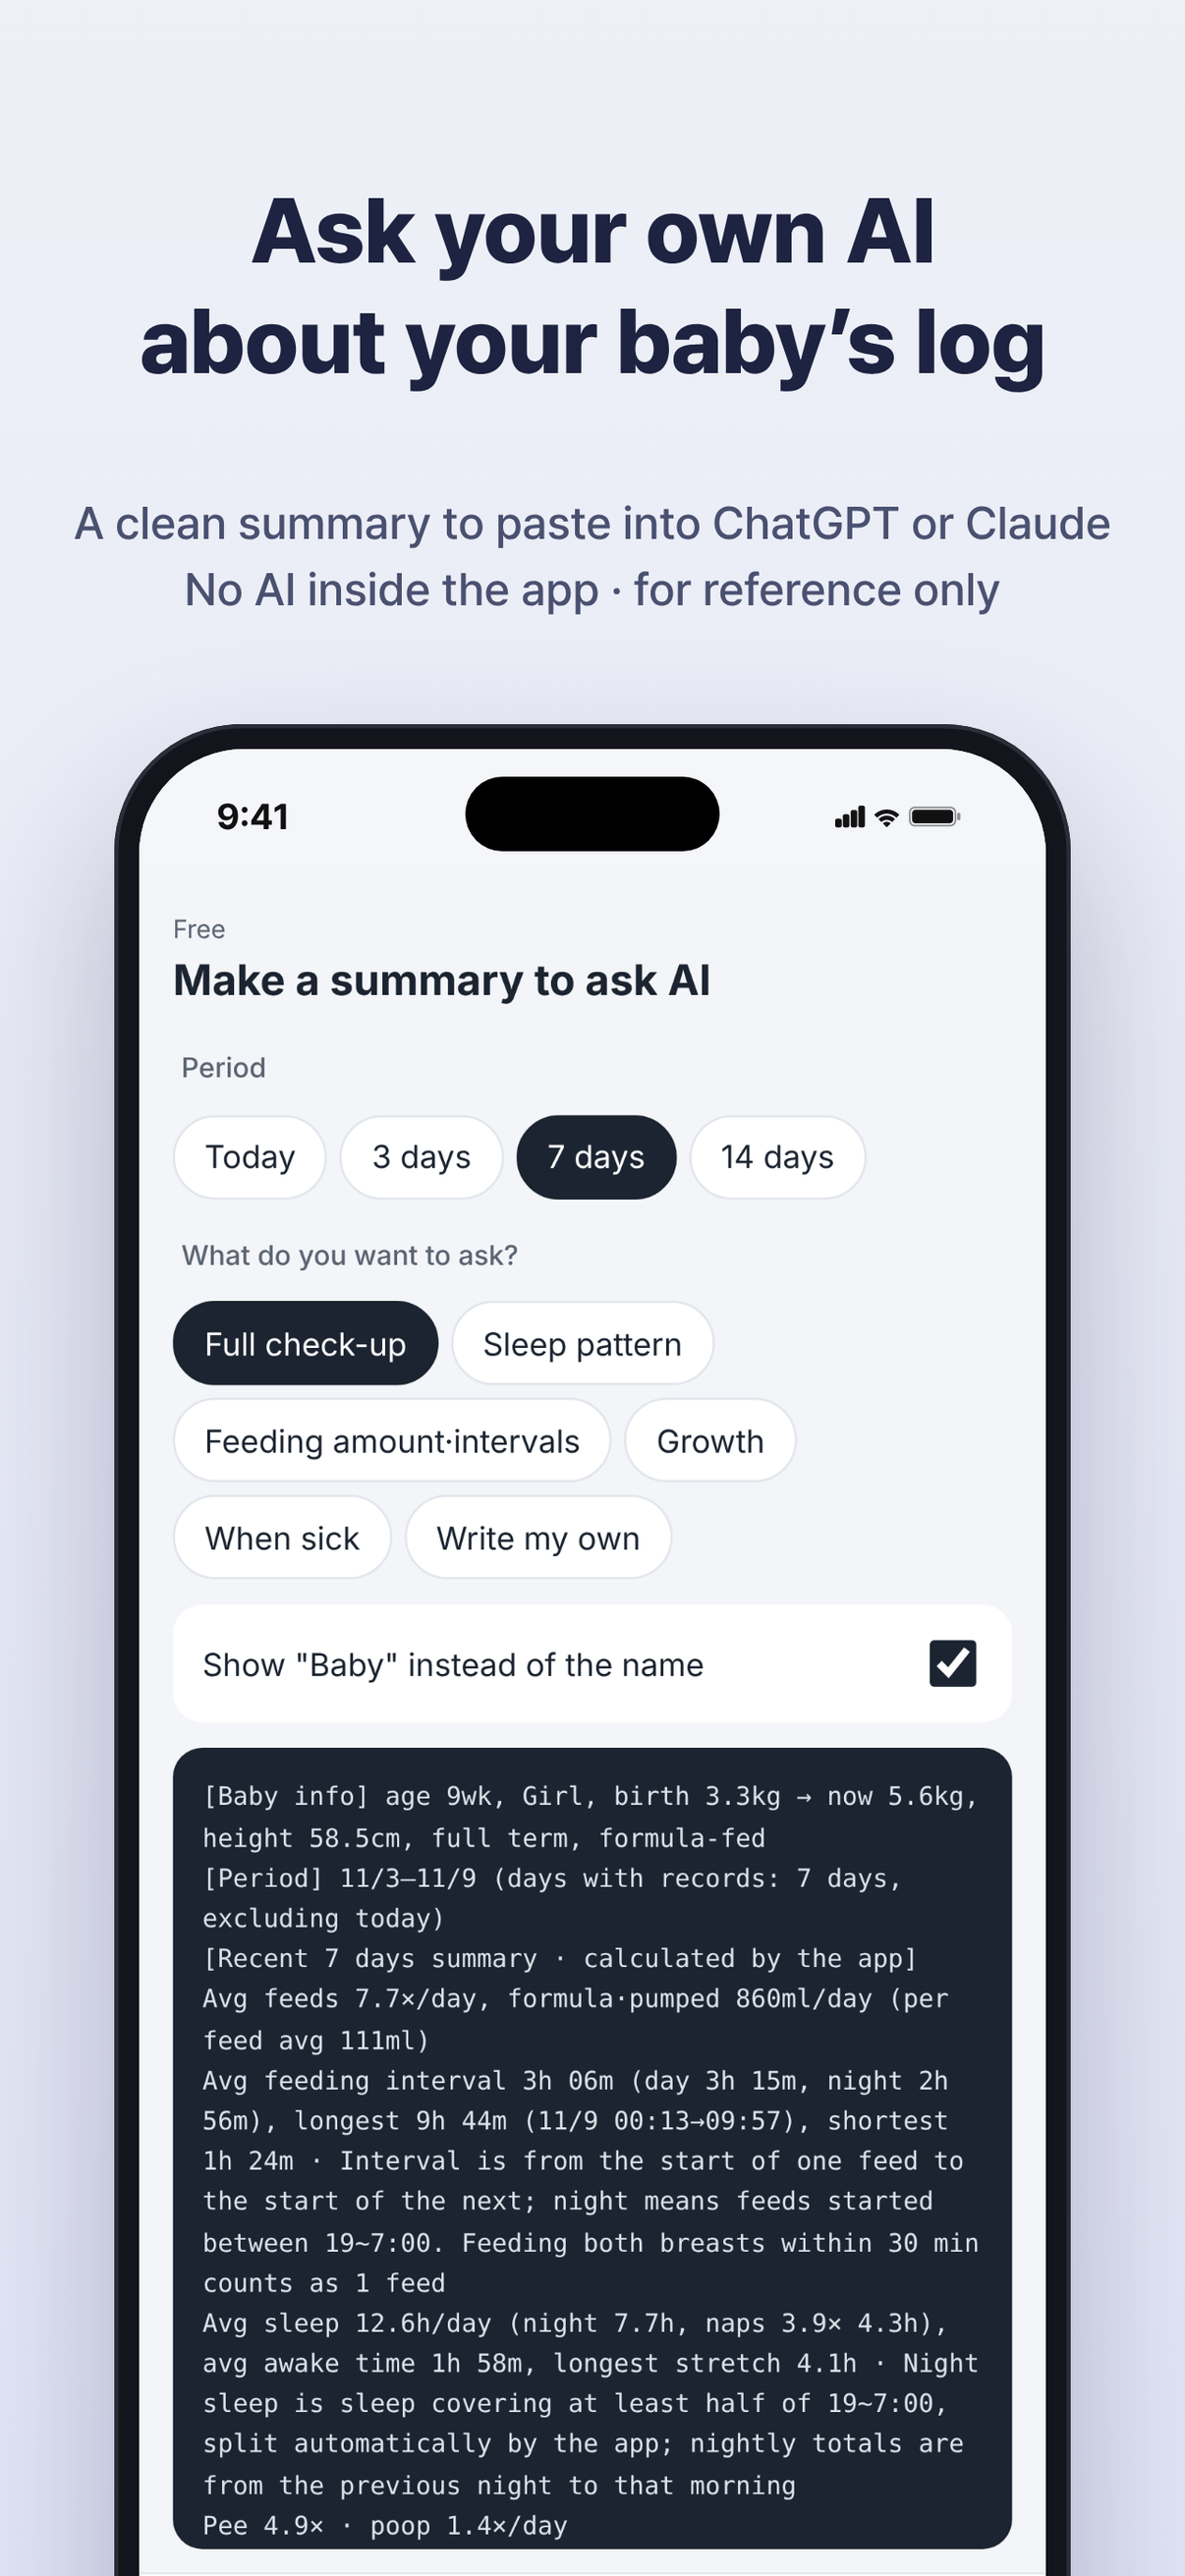 Ask your own AI
about your baby’s log
A clean summary to paste into ChatGPT or Claude
No AI inside the app · for reference only
9:41
Free
Make a summary to ask AI
Period
Today 3 days 7 days 14 days
What do you want to ask?
Full check-up Sleep pattern
Feeding amount·intervals Growth
When sick Write my own
Show "Baby" instead of the name
[Baby info] age 9wk, Girl, birth 3.3kg → now 5.6kg,
height 58.5cm, full term, formula-fed
[Period] 11/3–11/9 (days with records: 7 days,
excluding today)
[Recent 7 days summary · calculated by the app]
Avg feeds 7.7×/day, formula·pumped 860ml/day (per
feed avg 111ml)
Avg feeding interval 3h 06m (day 3h 15m, night 2h
56m), longest 9h 44m (11/9 00:13→09:57), shortest
1h 24m · Interval is from the start of one feed to
the start of the next; night means feeds started
between 19~7:00. Feeding both breasts within 30 min
counts as 1 feed
Avg sleep 12.6h/day (night 7.7h, naps 3.9× 4.3h),
avg awake time 1h 58m, longest stretch 4.1h · Night
sleep is sleep covering at least half of 19~7:00,
split automatically by the app; nightly totals are
from the previous night to that morning
Pee 4.9× · poop 1.4×/day